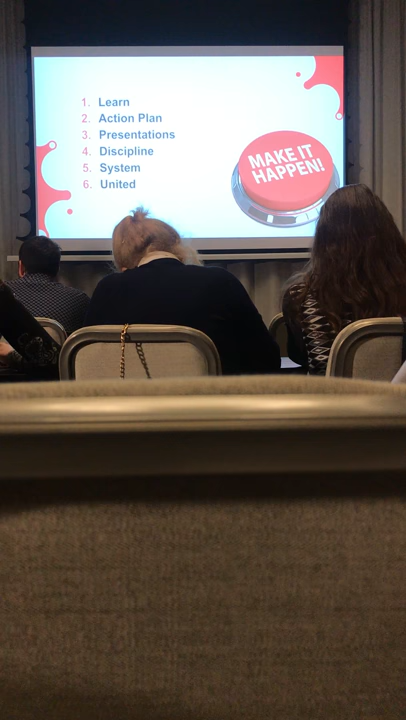 1. Learn
2. Action Plan
3. Presentations
4. Discipline
5. System
6. United
MAKE IT
HAPPEN!